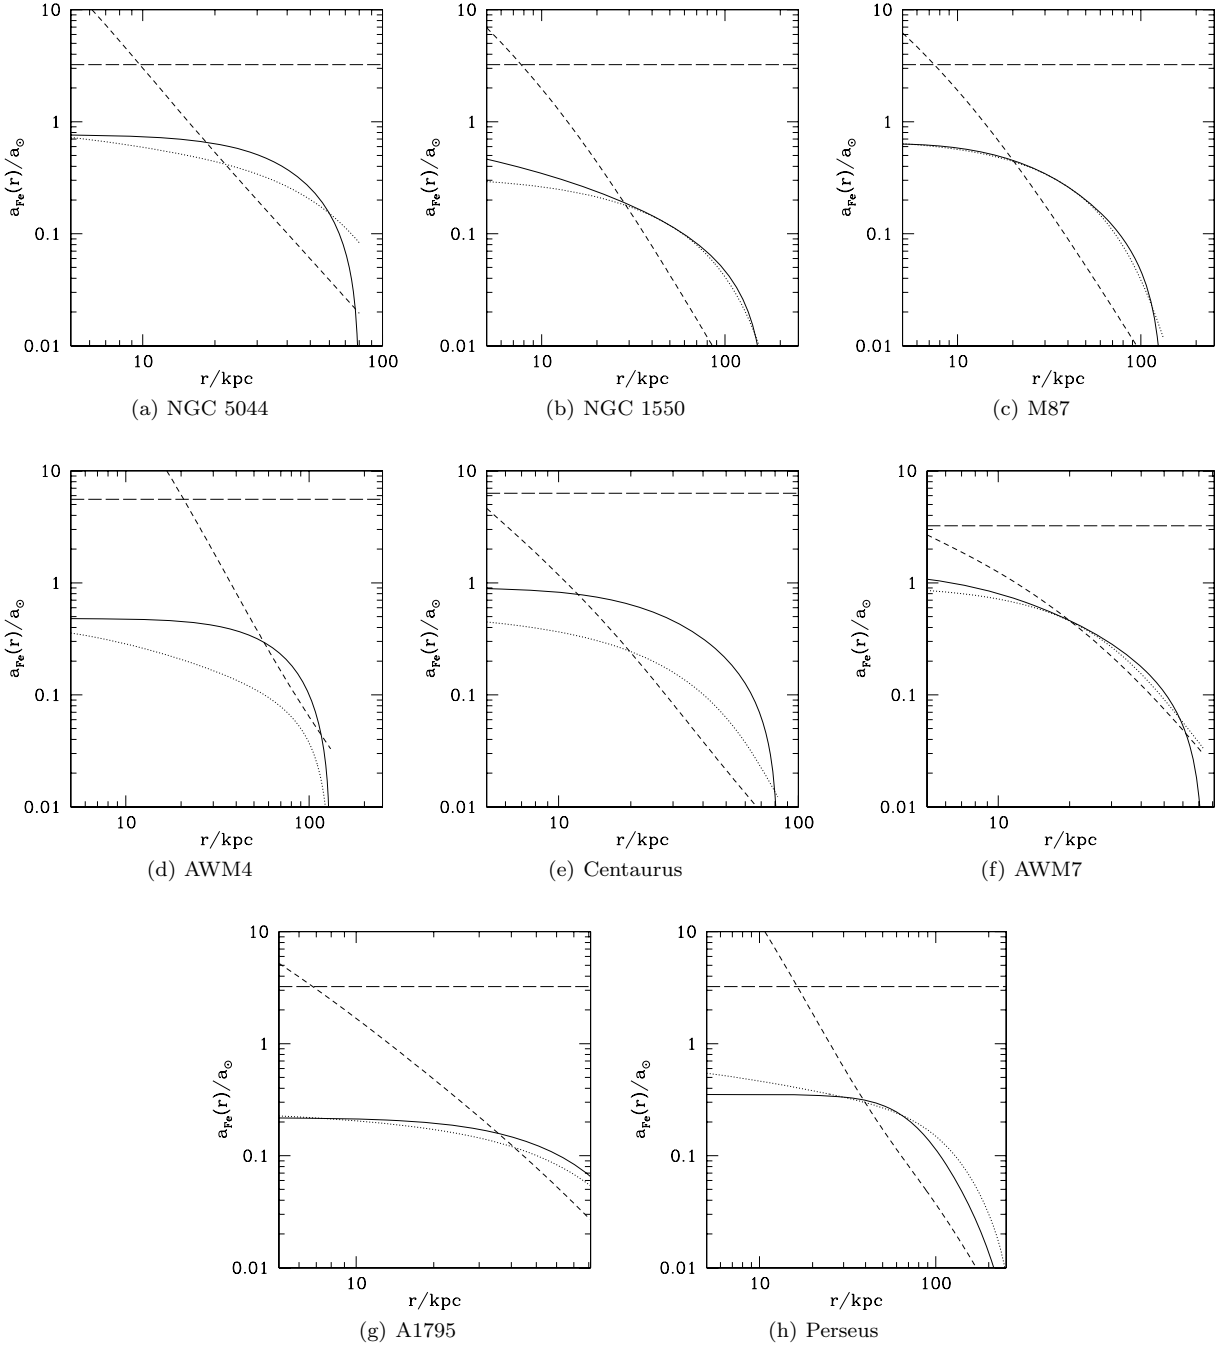 10
1
0.1
0.01
a_Fe(r)/a_⊙
10 100
r/kpc
(a) NGC 5044
10
1
0.1
0.01
a_Fe(r)/a_⊙
10 100
r/kpc
(b) NGC 1550
10
1
0.1
0.01
a_Fe(r)/a_⊙
10 100
r/kpc
(c) M87
10
1
0.1
0.01
a_Fe(r)/a_⊙
10 100
r/kpc
(d) AWM4
10
1
0.1
0.01
a_Fe(r)/a_⊙
10 100
r/kpc
(e) Centaurus
10
1
0.1
0.01
a_Fe(r)/a_⊙
10
r/kpc
(f) AWM7
10
1
0.1
0.01
a_Fe(r)/a_⊙
10
r/kpc
(g) A1795
10
1
0.1
0.01
a_Fe(r)/a_⊙
10 100
r/kpc
(h) Perseus